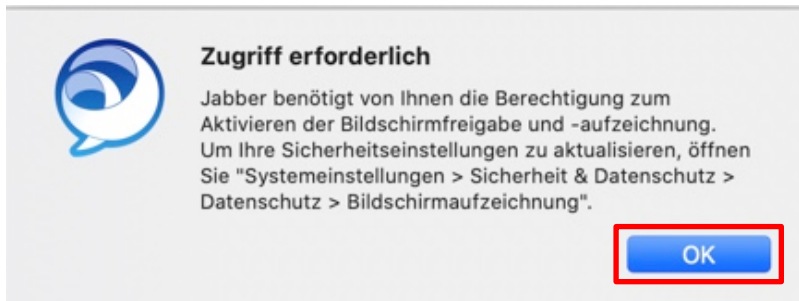 Zugriff erforderlich
Jabber benötigt von Ihnen die Berechtigung zum
Aktivieren der Bildschirmfreigabe und -aufzeichnung.
Um Ihre Sicherheitseinstellungen zu aktualisieren, öffnen
Sie "Systemeinstellungen > Sicherheit & Datenschutz >
Datenschutz > Bildschirmaufzeichnung".
OK